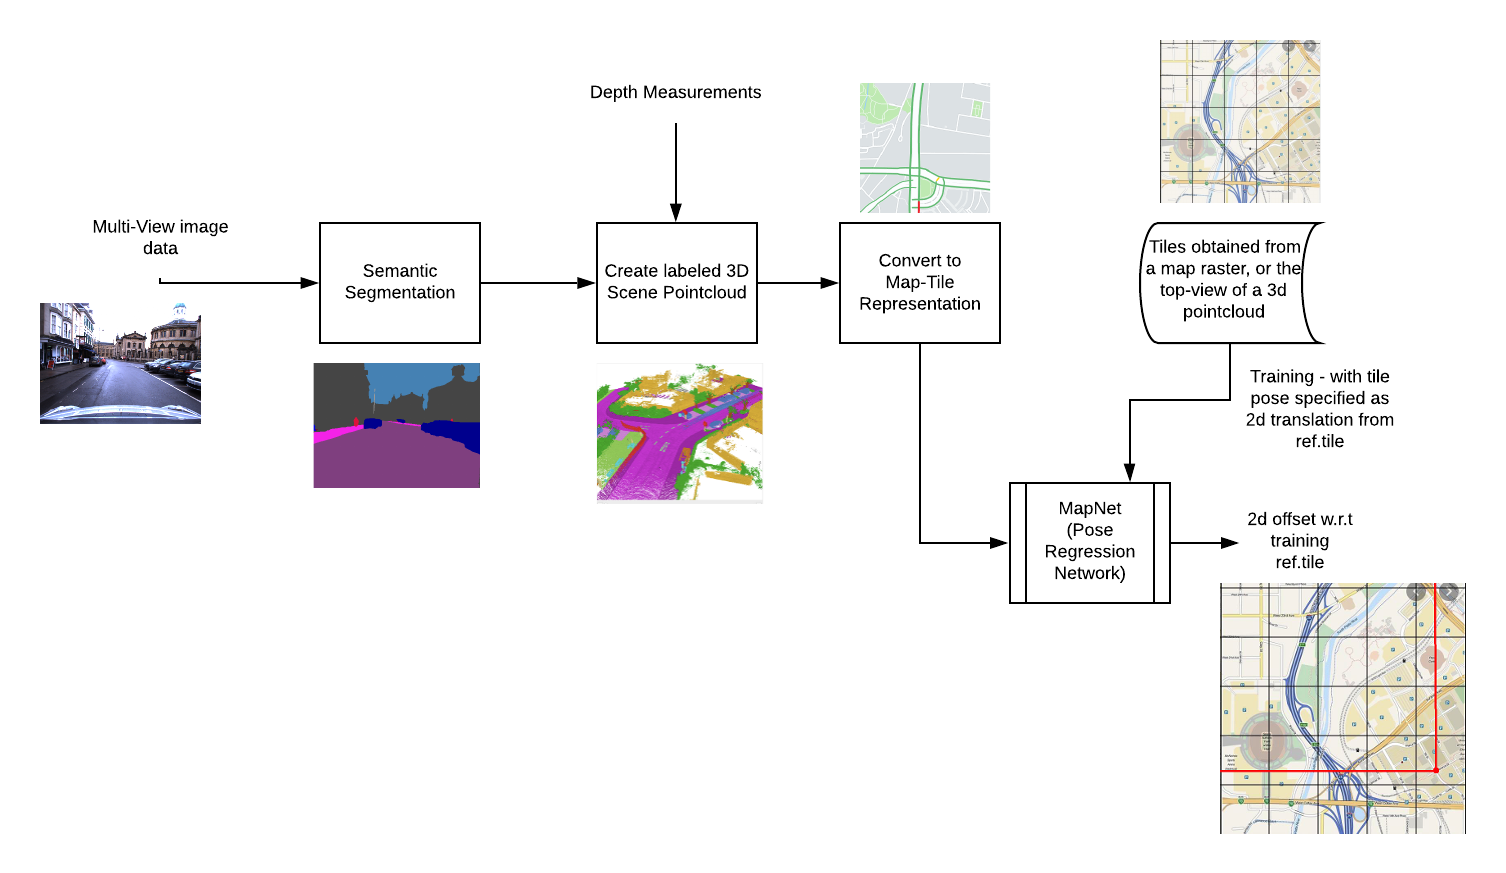 Depth Measurements
Multi-View image
data
Semantic
Segmentation
Create labeled 3D
Scene Pointcloud
Convert to
Map-Tile
Representation
Tiles obtained from
a map raster, or the
top-view of a 3d
pointcloud
Training - with tile
pose specified as
2d translation from
ref.tile
MapNet
(Pose
Regression
Network)
2d offset w.r.t
training
ref.tile